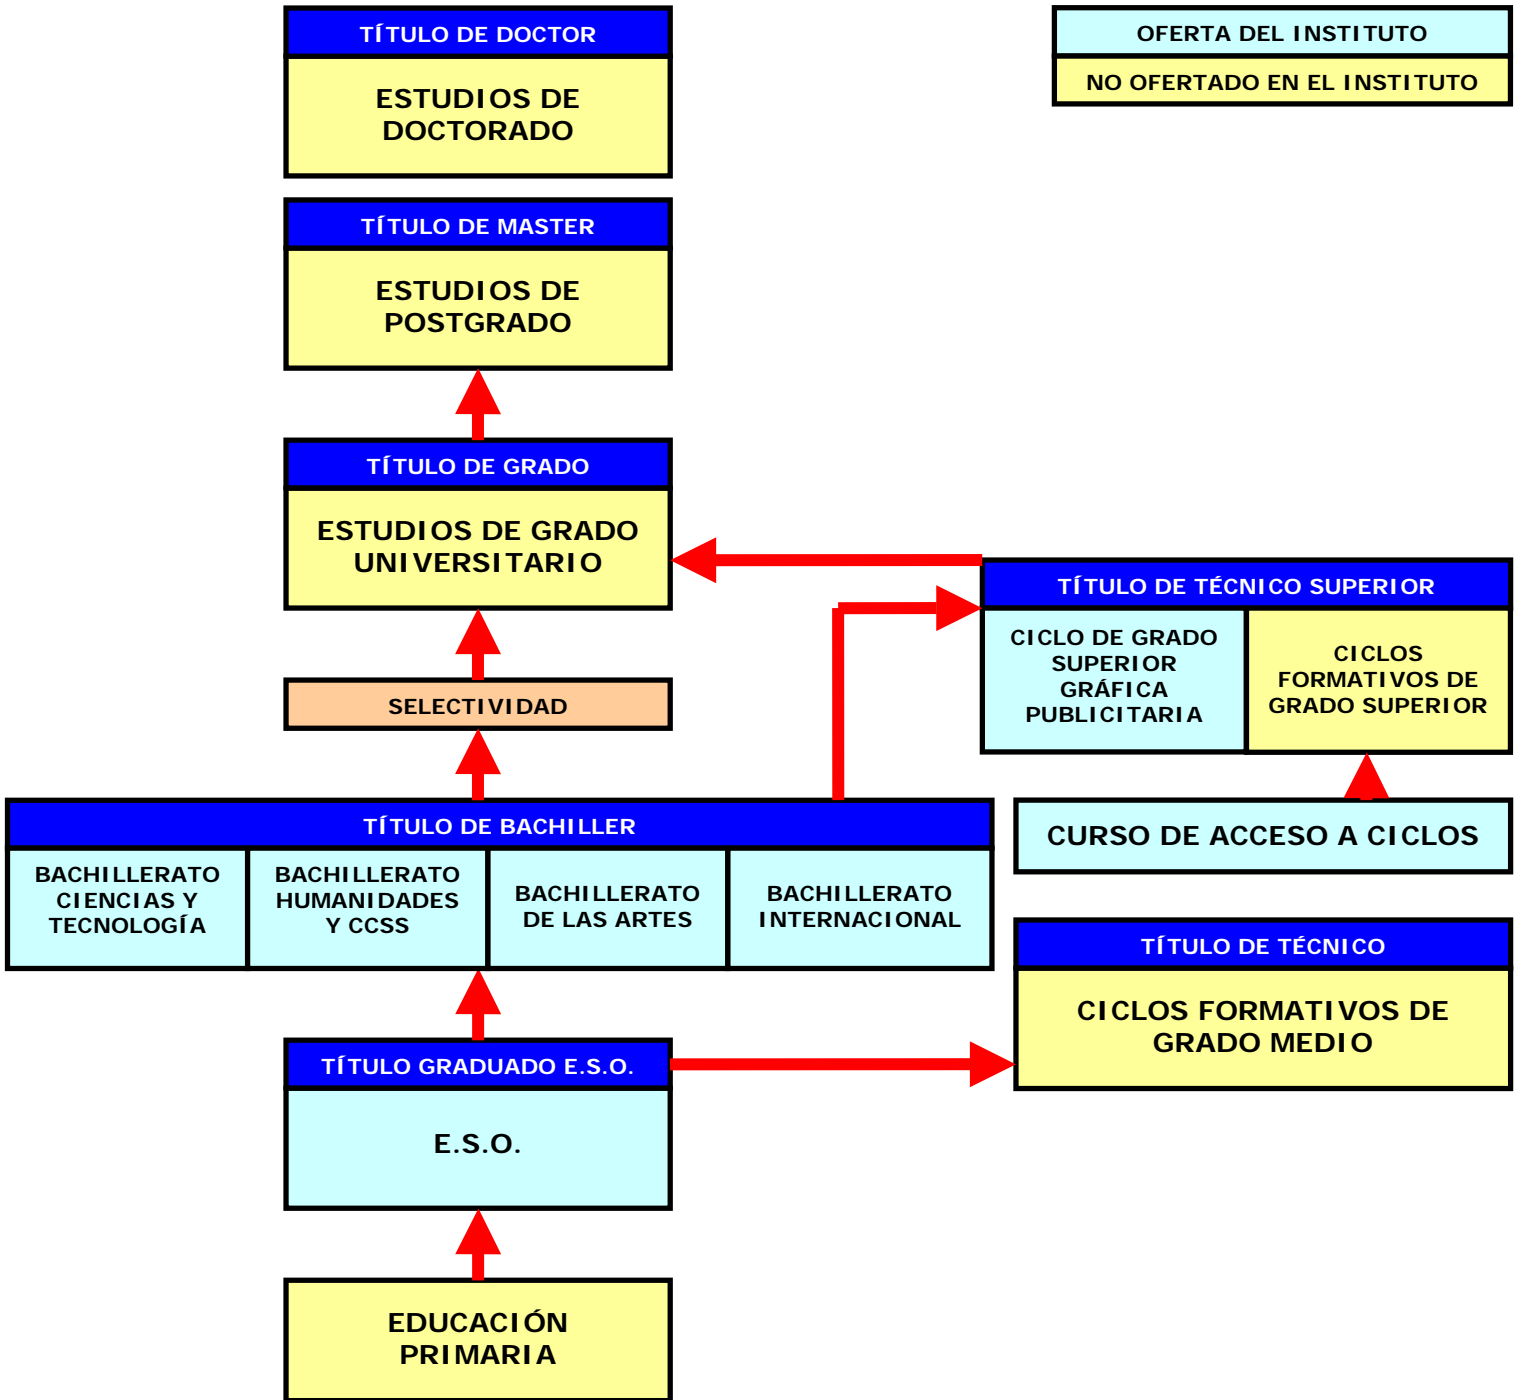 TÍTULO DE DOCTOR
ESTUDIOS DE
DOCTORADO
OFERTA DEL INSTITUTO
NO OFERTADO EN EL INSTITUTO
TÍTULO DE MASTER
ESTUDIOS DE
POSTGRADO
TÍTULO DE GRADO
ESTUDIOS DE GRADO
UNIVERSITARIO
TÍTULO DE TÉCNICO SUPERIOR
CICLO DE GRADO
SUPERIOR
GRÁFICA
PUBLICITARIA
CICLOS
FORMATIVOS DE
GRADO SUPERIOR
SELECTIVIDAD
TÍTULO DE BACHILLER
BACHILLERATO
CIENCIAS Y
TECNOLOGÍA
BACHILLERATO
HUMANIDADES
Y CCSS
BACHILLERATO
DE LAS ARTES
BACHILLERATO
INTERNACIONAL
CURSO DE ACCESO A CICLOS
TÍTULO DE TÉCNICO
CICLOS FORMATIVOS DE
GRADO MEDIO
TÍTULO GRADUADO E.S.O.
E.S.O.
EDUCACIÓN
PRIMARIA